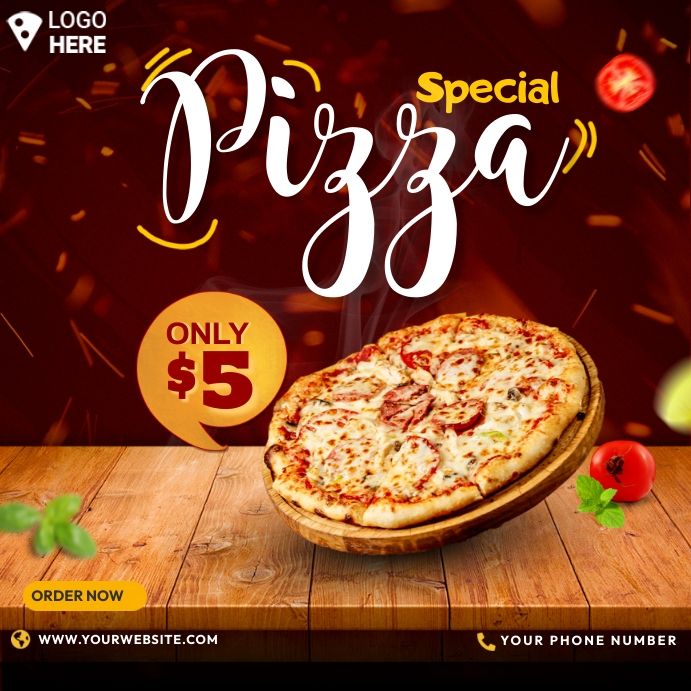 LOGO
HERE
Special
Pizza
ONLY
$5
ORDER NOW
WWW.YOURWEBSITE.COM
YOUR PHONE NUMBER